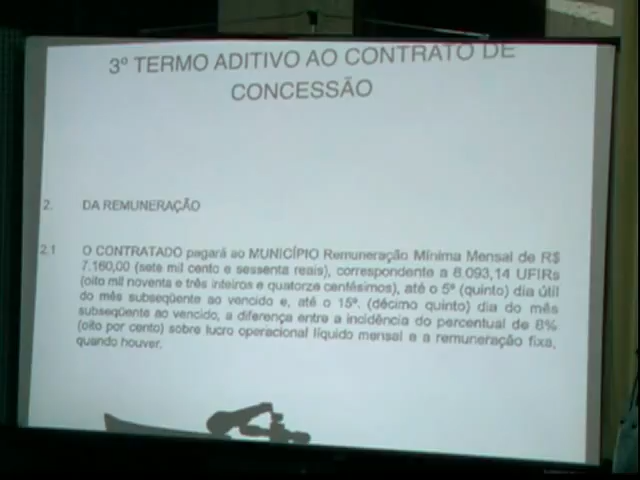 3º TERMO ADITIVO AO CONTRATO DE
CONCESSÃO
2. DA REMUNERAÇÃO
2.1 O CONTRATADO pagará ao MUNICÍPIO Remuneração Mínima Mensal de R$
7.160,00 (sete mil cento e sessenta reais), correspondente a 8.093,14 UFIRs
(oito mil noventa e três inteiros e quatorze centésimos), até o 5º (quinto) dia útil
do mês subseqüente ao vencido e, até o 15º. (décimo quinto) dia do mês
subseqüente ao vencido, a diferença entre a incidência do percentual de 8%
(oito por cento) sobre lucro operacional líquido mensal e a remuneração fixa,
quando houver.